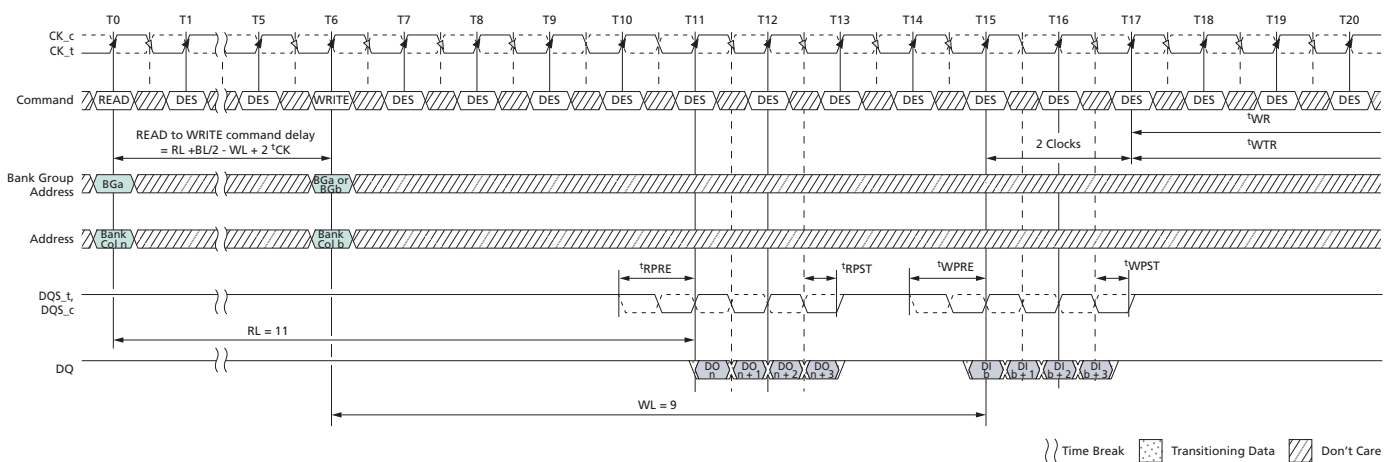 T0 T1 T5 T6 T7 T8 T9 T10 T11 T12 T13 T14 T15 T16 T17 T18 T19 T20
CK_c
CK_t
Command READ DES DES WRITE DES DES DES DES DES DES DES DES DES DES DES DES DES DES
tWR
READ to WRITE command delay
= RL +BL/2 - WL + 2 tCK
2 Clocks
tWTR
Bank Group
Address
BGa
BGa or
BGb
Address
Bank
Col n
Bank
Col b
tRPRE tRPST tWPRE tWPST
DQS_t,
DQS_c
RL = 11
DQ
DO
n
DO
n + 1
DO
n + 2
DO
n + 3
DI
b
DI
b + 1
DI
b + 2
DI
b + 3
WL = 9
Time Break Transitioning Data Don't Care